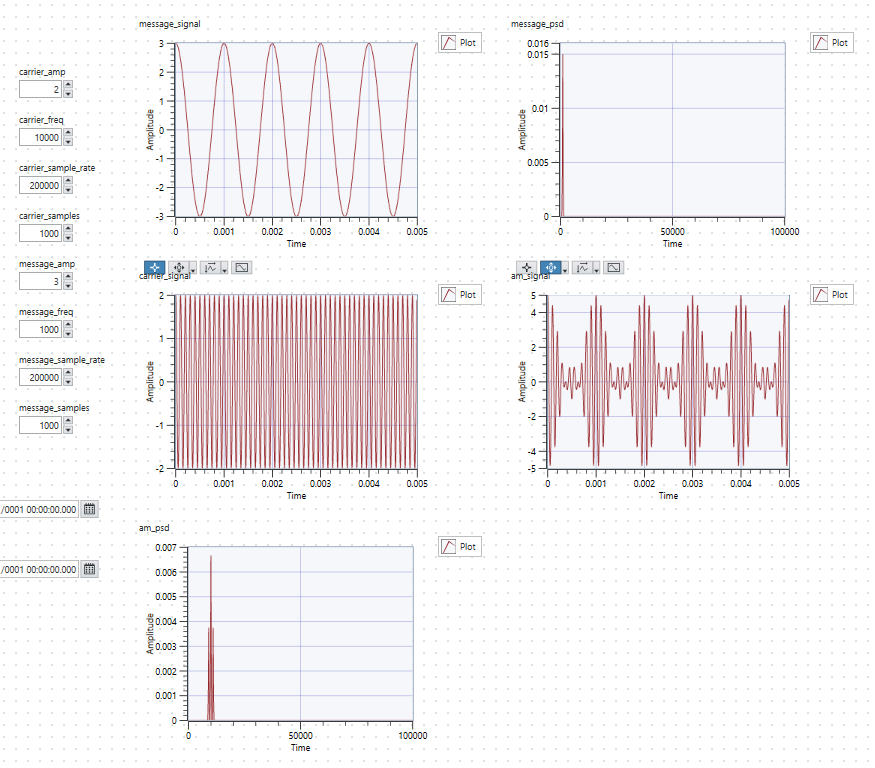 message_signal
Plot
3
2
1
0
-1
-2
-3
Amplitude
0
0.001
0.002
0.003
0.004
0.005
Time
message_psd
Plot
0.016
0.015
0.01
0.005
0
Amplitude
0
50000
100000
Time
carrier_amp
2
carrier_freq
10000
carrier_sample_rate
200000
carrier_samples
1000
message_amp
3
message_freq
1000
message_sample_rate
200000
message_samples
1000
carrier_signal
Plot
2
1
0
-1
-2
Amplitude
0
0.001
0.002
0.003
0.004
0.005
Time
am_signal
Plot
5
4
2
0
-2
-4
-5
Amplitude
0
0.001
0.002
0.003
0.004
0.005
Time
/0001 00:00:00.000
/0001 00:00:00.000
am_psd
Plot
0.007
0.006
0.005
0.004
0.003
0.002
0.001
0
Amplitude
0
50000
100000
Time